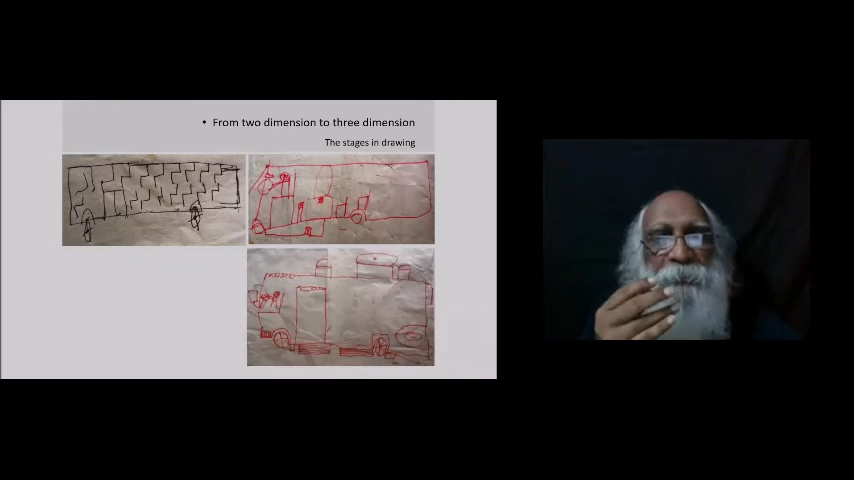 • From two dimension to three dimension
The stages in drawing